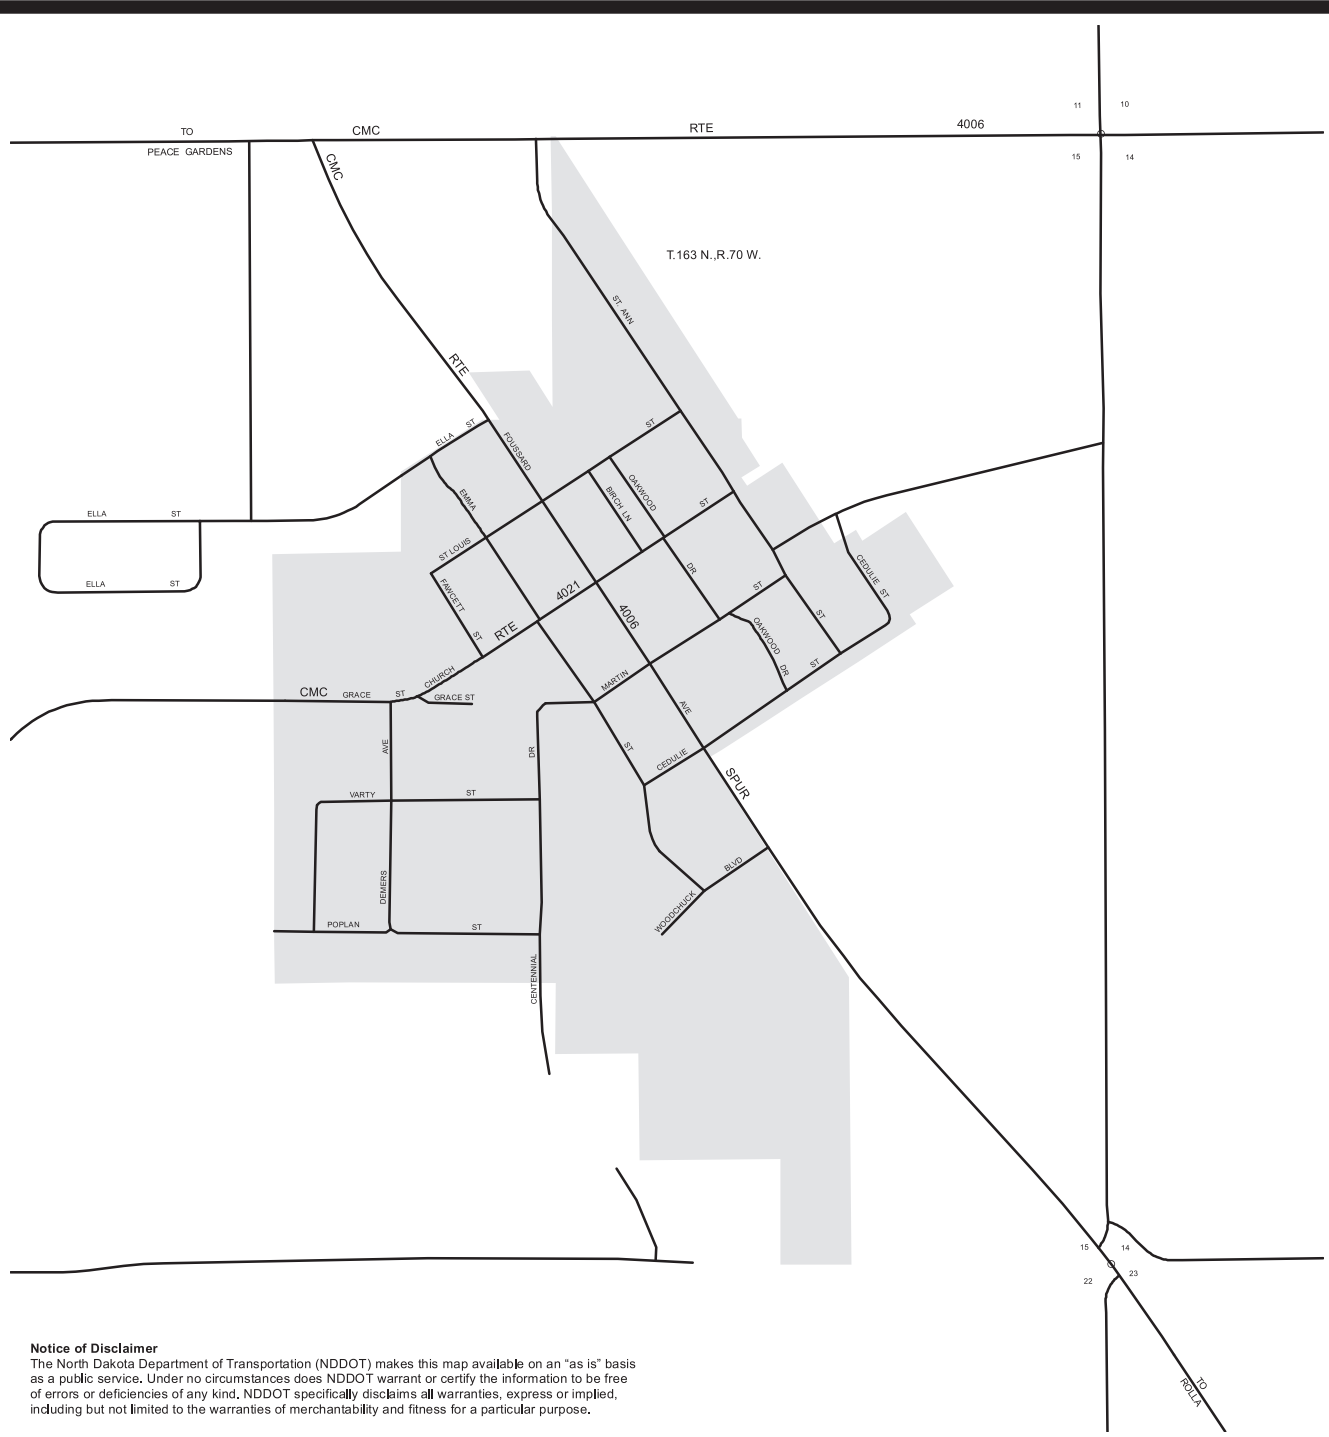 11 10
TO CMC RTE 4006
PEACE GARDENS
15 14
CMC
T.163 N.,R.70 W.
ST. ANN
RTE
ELLA ST
FOUSSARD
ST
EMMA
OAKWOOD
BIRCH LN
ST
ELLA ST
ST LOUIS
CEDULIE ST
ELLA ST
FAWCETT ST
4021
4006
DR
ST
ST
RTE
OAKWOOD DR
ST
CHURCH
MARTIN
CMC GRACE ST
GRACE ST
AVE
AVE
DR
ST
CEDULIE
SPUR
VARTY ST
DEMERS
BLVD
WOODCHUCK
POPLAN ST
CENTENNIAL
15 14
22 23
TO
ROLLA
Notice of Disclaimer
The North Dakota Department of Transportation (NDDOT) makes this map available on an “as is” basis
as a public service. Under no circumstances does NDDOT warrant or certify the information to be free
of errors or deficiencies of any kind. NDDOT specifically disclaims all warranties, express or implied,
including but not limited to the warranties of merchantability and fitness for a particular purpose.